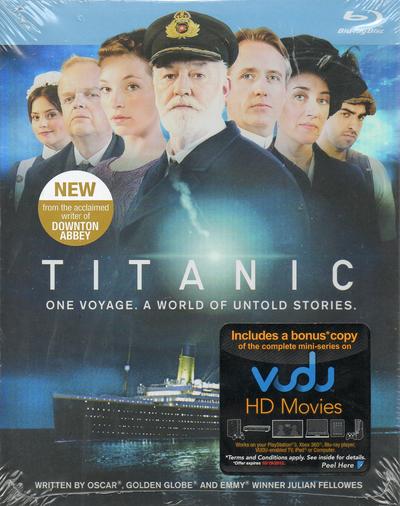 Blu-ray Disc
NEW
from the acclaimed
writer of
DOWNTON
ABBEY
TITANIC
ONE VOYAGE. A WORLD OF UNTOLD STORIES.
Includes a bonus* copy
of the complete mini-series on
vudu
HD Movies
Works on your PlayStation®3, Xbox 360®, Blu-ray player,
VUDU-enabled TV, iPad® or Computer.
*Terms and Conditions apply. See inside for details.
*Offer expires
Peel Here
WRITTEN BY OSCAR®, GOLDEN GLOBE® AND EMMY® WINNER JULIAN FELLOWES